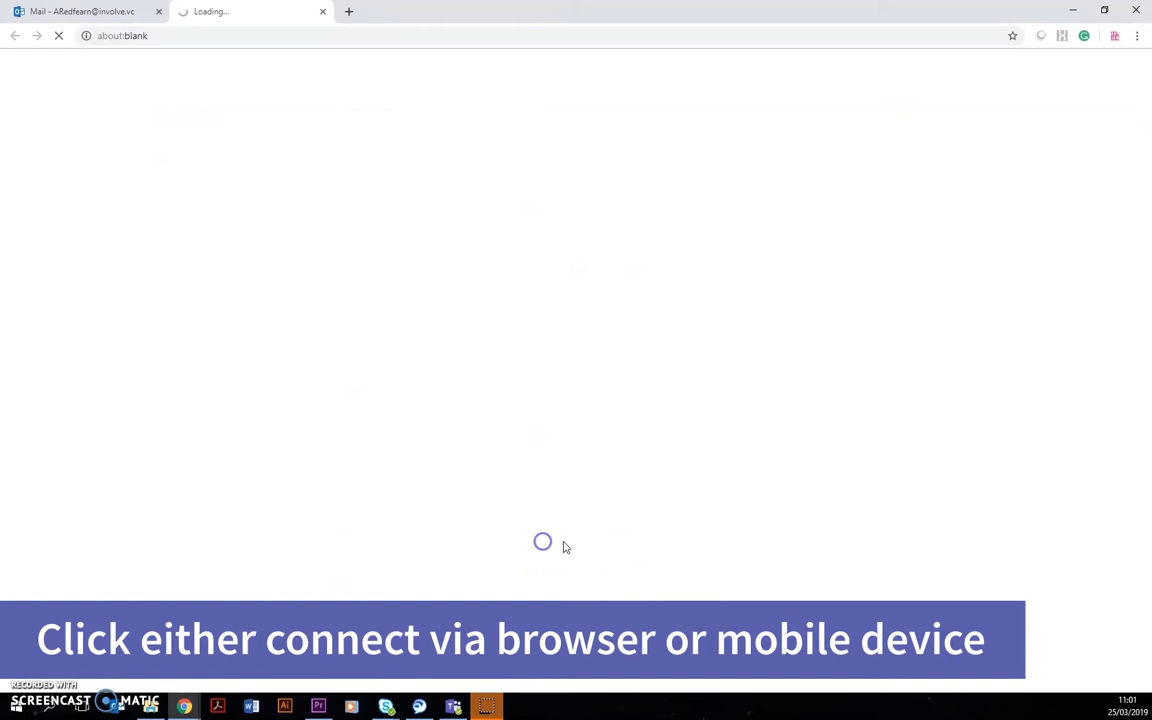 Mail - ARedfearn@involve.vc
Loading...
about:blank
Click either connect via browser or mobile device
RECORDED WITH
SCREENCAST MATIC
11:01
25/03/2019